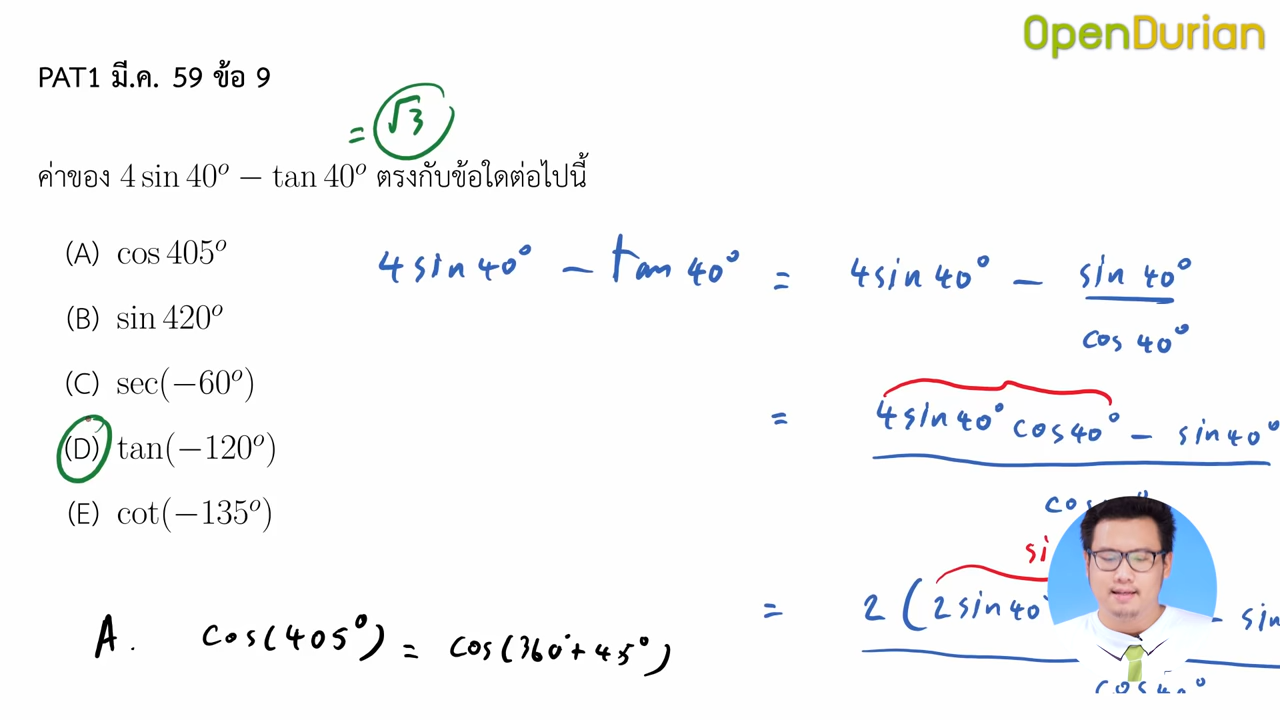 OpenDurian
PAT1 มี.ค. 59 ข้อ 9
= √3
ค่าของ 4 sin 40° − tan 40° ตรงกับข้อใดต่อไปนี้
(A) cos 405°
(B) sin 420°
(C) sec(−60°)
(D) tan(−120°)
(E) cot(−135°)
4 sin 40° − tan 40° = 4 sin 40° − sin 40°
cos 40°
= 4 sin 40° cos 40° − sin 40°
= 2 ( 2 sin 40°
A. cos(405°) = cos(360° + 45°)